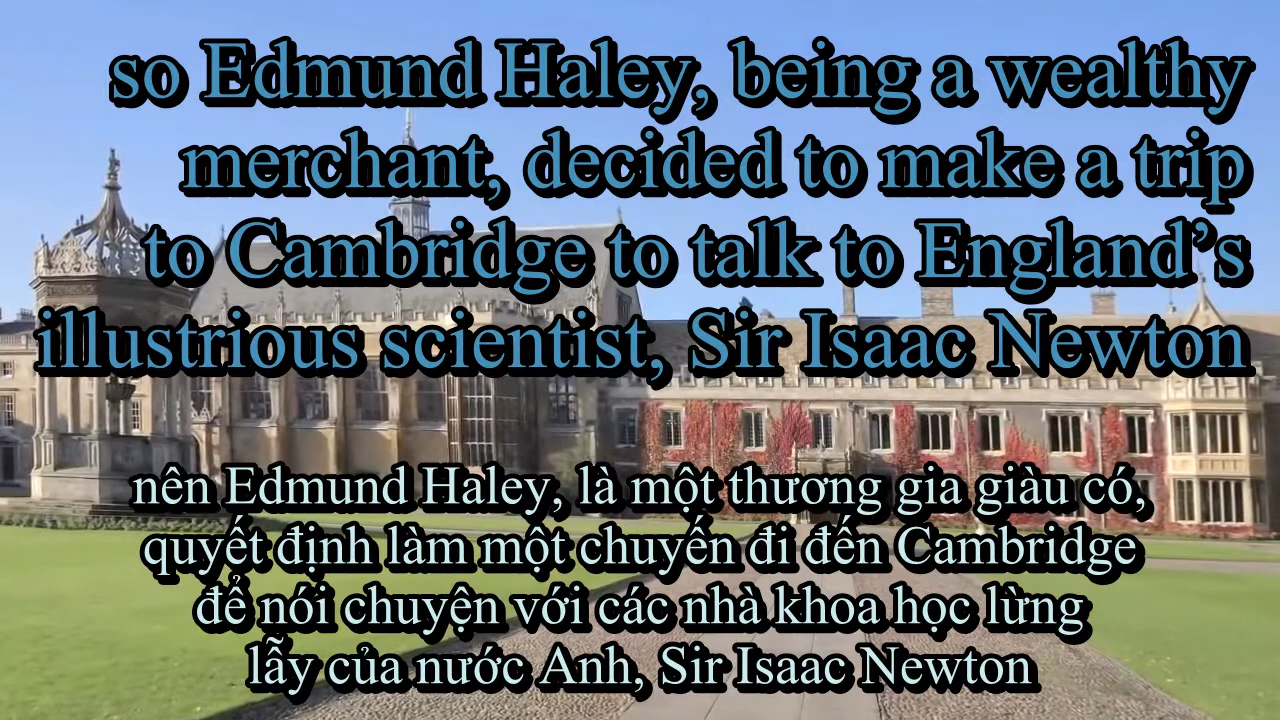 so Edmund Haley, being a wealthy
merchant, decided to make a trip
to Cambridge to talk to England’s
illustrious scientist, Sir Isaac Newton
nên Edmund Haley, là một thương gia giàu có,
quyết định làm một chuyến đi đến Cambridge
để nói chuyện với các nhà khoa học lừng
lẫy của nước Anh, Sir Isaac Newton